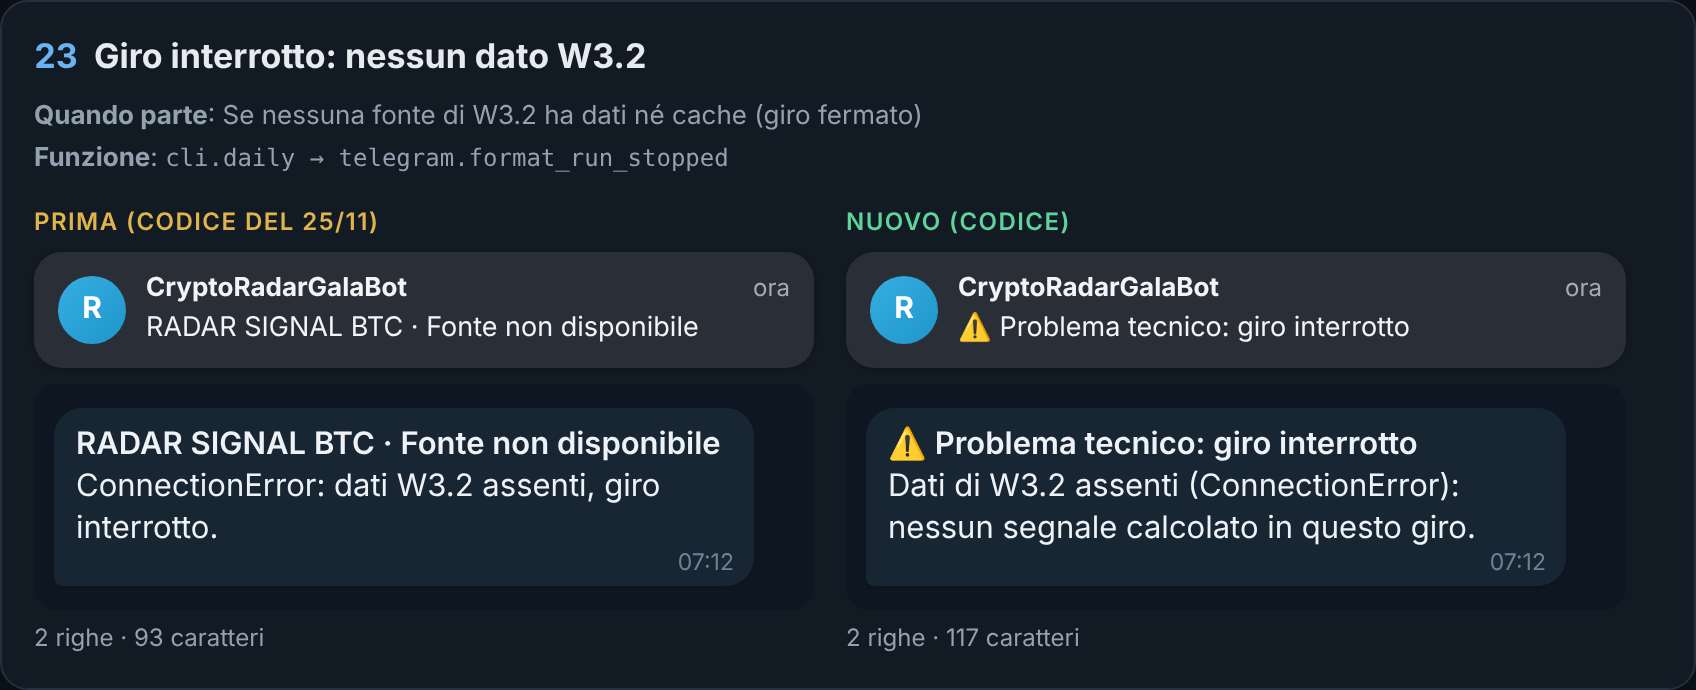 23 Giro interrotto: nessun dato W3.2
Quando parte: Se nessuna fonte di W3.2 ha dati né cache (giro fermato)
Funzione: cli.daily → telegram.format_run_stopped
PRIMA (CODICE DEL 25/11)
R
CryptoRadarGalaBot
ora
RADAR SIGNAL BTC · Fonte non disponibile
RADAR SIGNAL BTC · Fonte non disponibile
ConnectionError: dati W3.2 assenti, giro
interrotto.
07:12
2 righe · 93 caratteri
NUOVO (CODICE)
R
CryptoRadarGalaBot
ora
⚠️ Problema tecnico: giro interrotto
⚠️ Problema tecnico: giro interrotto
Dati di W3.2 assenti (ConnectionError):
nessun segnale calcolato in questo giro.
07:12
2 righe · 117 caratteri